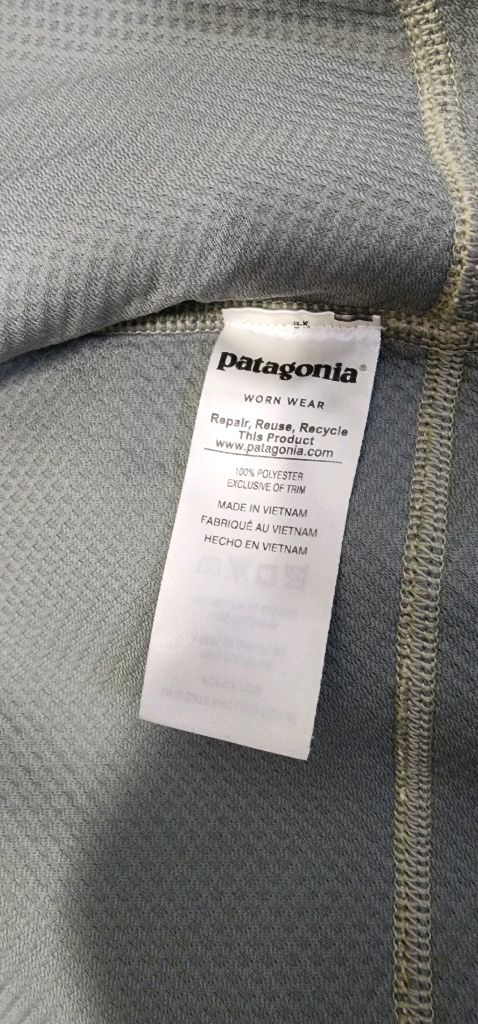 patagonia®
WORN WEAR
Repair, Reuse, Recycle
This Product
www.patagonia.com
100% POLYESTER
EXCLUSIVE OF TRIM
MADE IN VIETNAM
FABRIQUÉ AU VIETNAM
HECHO EN VIETNAM